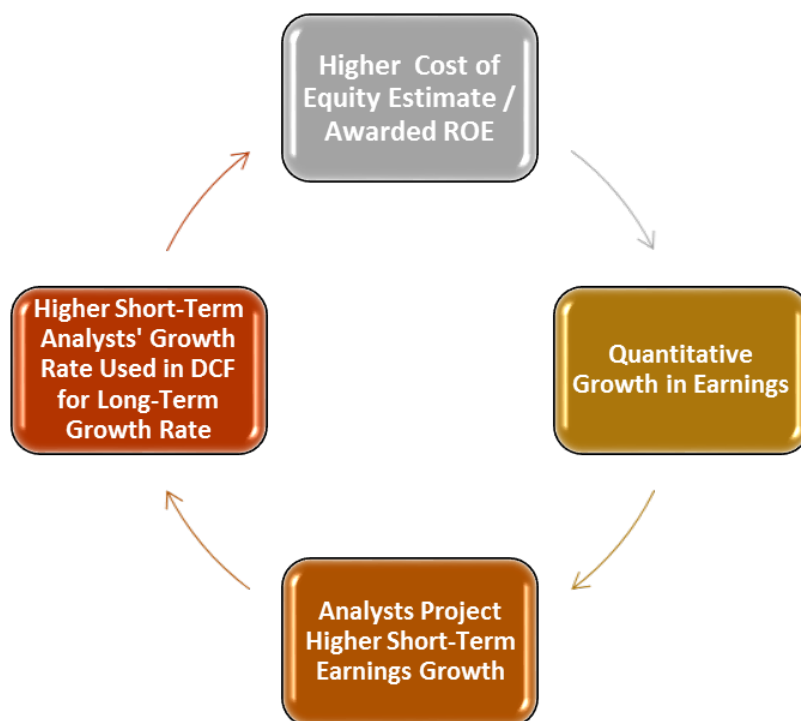 Higher Cost of
Equity Estimate /
Awarded ROE
Quantitative
Growth in Earnings
Analysts Project
Higher Short-Term
Earnings Growth
Higher Short-Term
Analysts' Growth
Rate Used in DCF
for Long-Term
Growth Rate